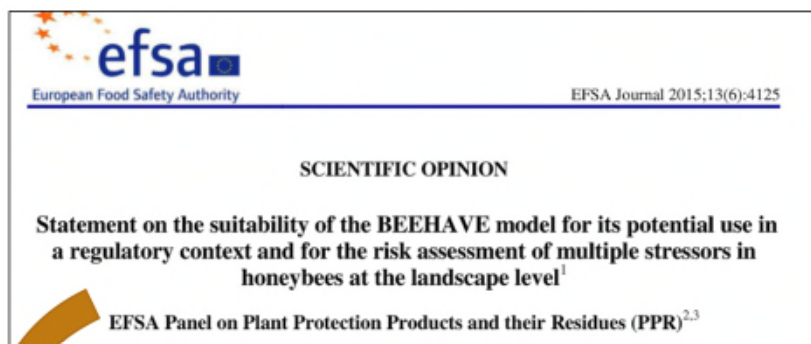 efsa
European Food Safety Authority
EFSA Journal 2015;13(6):4125
SCIENTIFIC OPINION
Statement on the suitability of the BEEHAVE model for its potential use in
a regulatory context and for the risk assessment of multiple stressors in
honeybees at the landscape level1
EFSA Panel on Plant Protection Products and their Residues (PPR)2,3